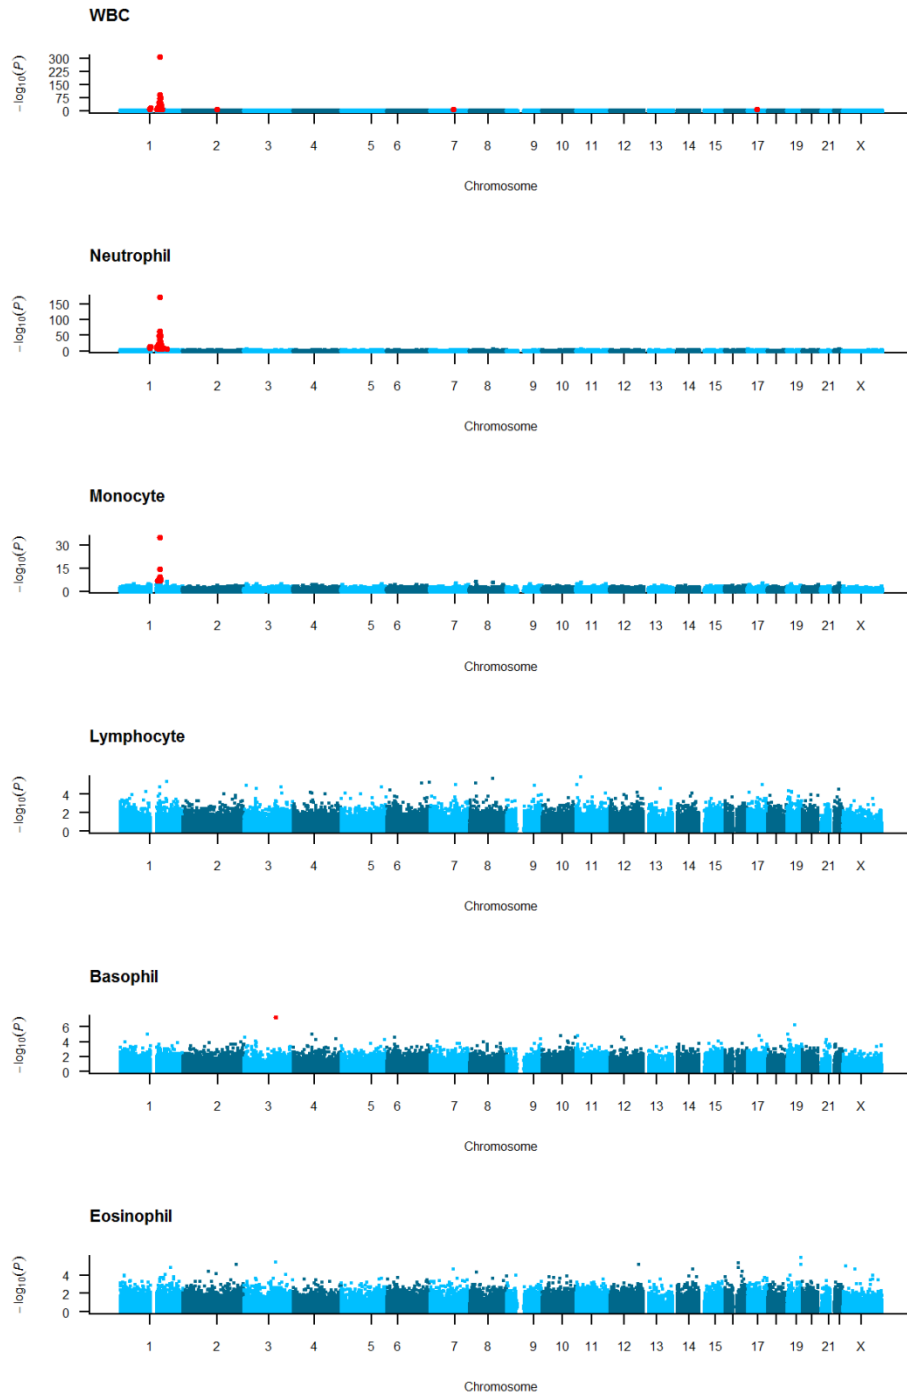 WBC
−log10(P)
300
225
150
75
0
1 2 3 4 5 6 7 8 9 10 11 12 13 14 15 17 19 21 X
Chromosome
Neutrophil
−log10(P)
150
100
50
0
1 2 3 4 5 6 7 8 9 10 11 12 13 14 15 17 19 21 X
Chromosome
Monocyte
−log10(P)
30
15
0
1 2 3 4 5 6 7 8 9 10 11 12 13 14 15 17 19 21 X
Chromosome
Lymphocyte
−log10(P)
4
2
0
1 2 3 4 5 6 7 8 9 10 11 12 13 14 15 17 19 21 X
Chromosome
Basophil
−log10(P)
6
4
2
0
1 2 3 4 5 6 7 8 9 10 11 12 13 14 15 17 19 21 X
Chromosome
Eosinophil
−log10(P)
4
2
0
1 2 3 4 5 6 7 8 9 10 11 12 13 14 15 17 19 21 X
Chromosome